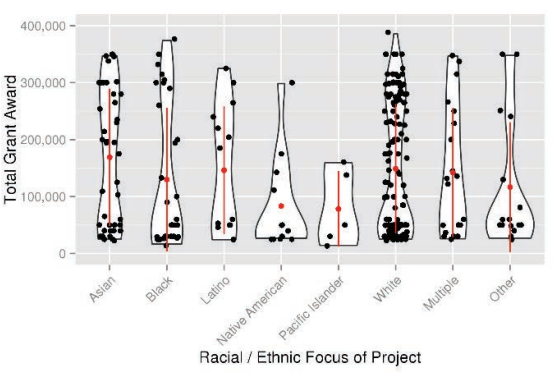 Total Grant Award
400,000
300,000
200,000
100,000
0
Asian
Black
Latino
Native American
Pacific Islander
White
Multiple
Other
Racial / Ethnic Focus of Project